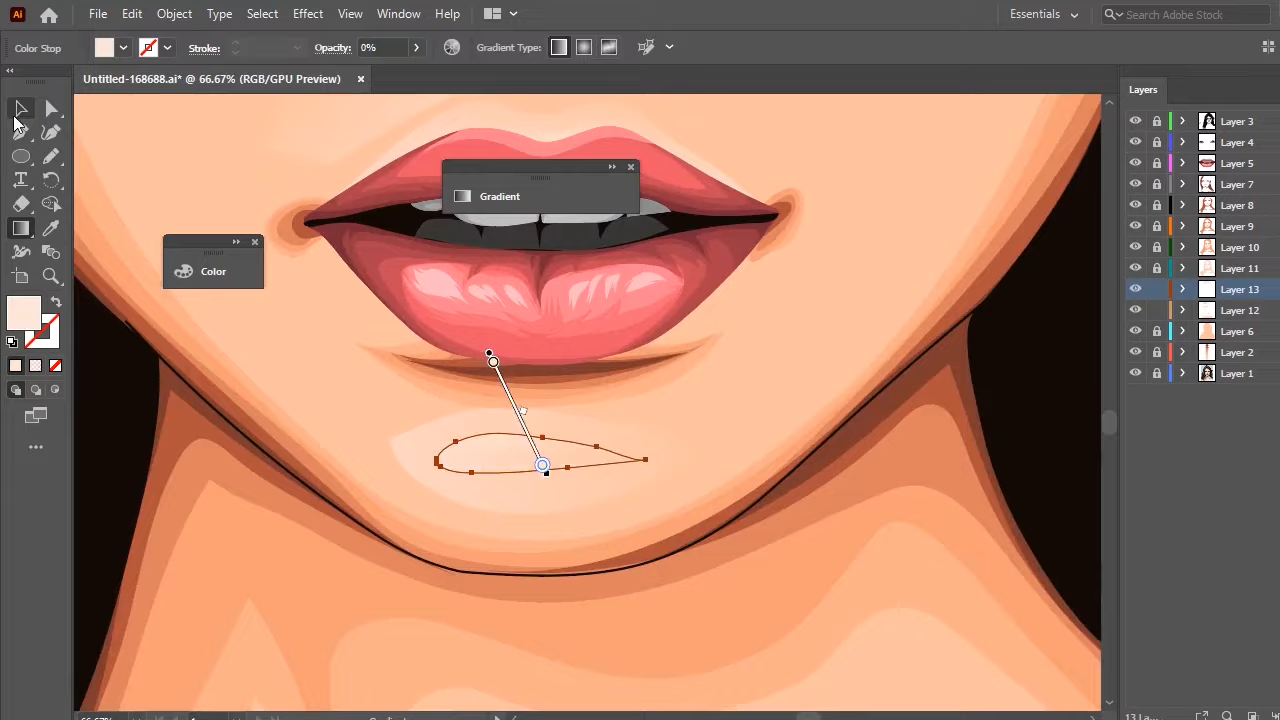 Ai File Edit Object Type Select Effect View Window Help Essentials Search Adobe Stock
Color Stop Stroke: Opacity: 0% Gradient Type:
Untitled-168688.ai* @ 66.67% (RGB/GPU Preview)
Layers
Layer 3
Layer 4
Layer 5
Layer 7
Layer 8
Layer 9
Layer 10
Layer 11
Layer 13
Layer 12
Layer 6
Layer 2
Layer 1
Gradient
Color